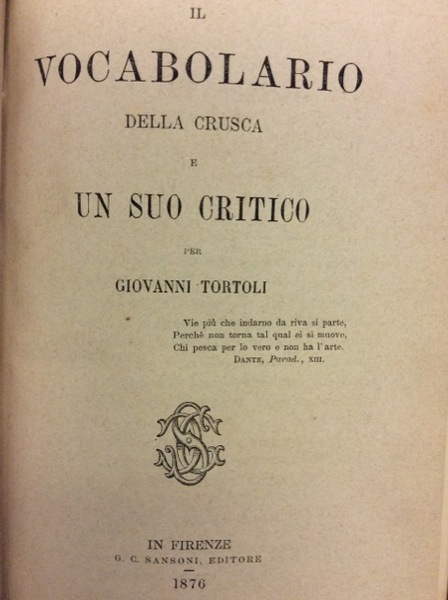 IL
VOCABOLARIO
DELLA CRUSCA
E
UN SUO CRITICO
PER
GIOVANNI TORTOLI
Vie più che indarno da riva si parte,
Perchè non torna tal qual ei si muove,
Chi pesca per lo vero e non ha l'arte.
DANTE, Parad., XIII.
IN FIRENZE
G. C. SANSONI, EDITORE
1876